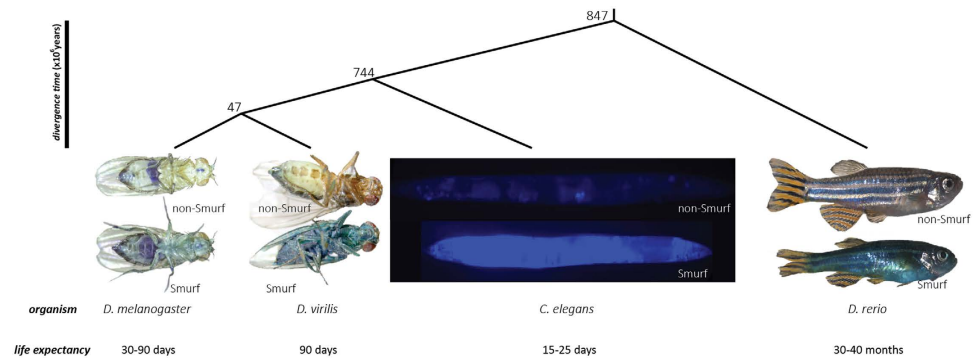 divergence time (x10⁶years)
847
744
47
non-Smurf
Smurf
non-Smurf
Smurf
non-Smurf
Smurf
non-Smurf
Smurf
organism D. melanogaster D. virilis C. elegans D. rerio
life expectancy 30-90 days 90 days 15-25 days 30-40 months